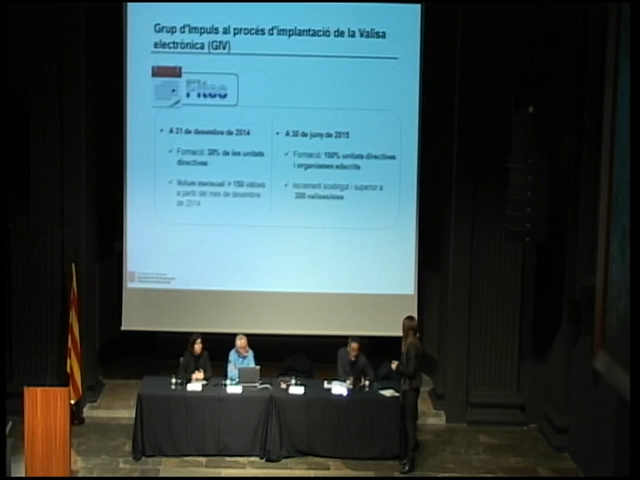 Grup d'Impuls al procés d'implantació de la Valisa
electrònica (GIV)
Fites
• A 31 de desembre de 2014
✓ Formació: 30% de les unitats
directives
✓ Volum mensual > 150 valises
a partir del mes de desembre
de 2014
• A 30 de juny de 2015
✓ Formació: 100% unitats directives
i organismes adscrits
✓ Increment sostingut i superior a
300 valises/mes